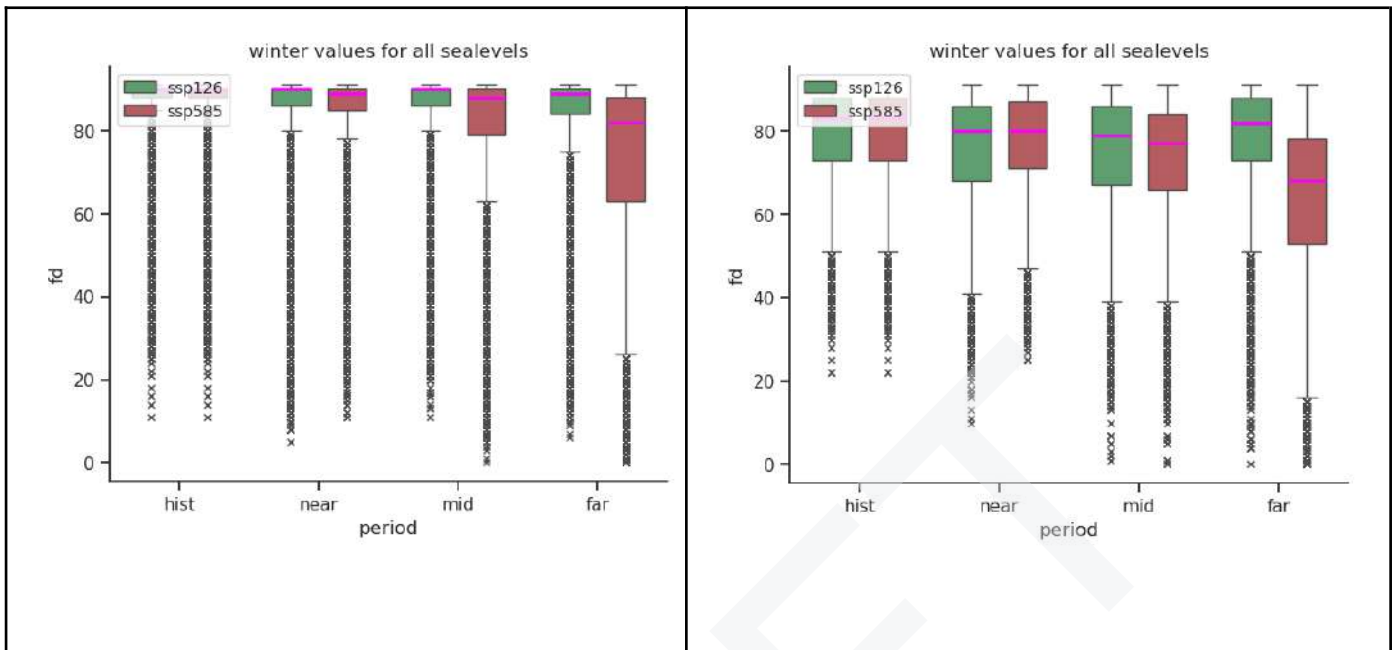 winter values for all sealevels
ssp126
ssp585
80
60
40
20
0
fd
hist near mid far
period
winter values for all sealevels
ssp126
ssp585
80
60
40
20
0
fd
hist near mid far
period